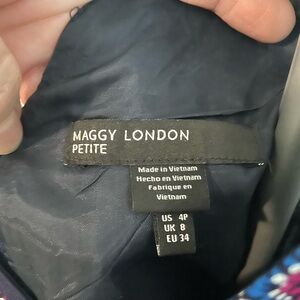 MAGGY LONDON
PETITE
Made in Vietnam
Hecho en Vietnam
Fabrique en
Vietnam
US 4P
UK 8
EU 34